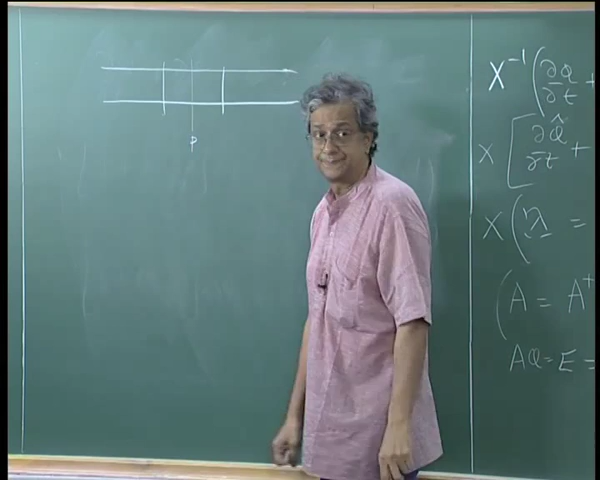 p
X⁻¹(∂Q/∂t +
X[∂Q̂/∂t +
X(λ =
(A = A⁺
AQ = E =